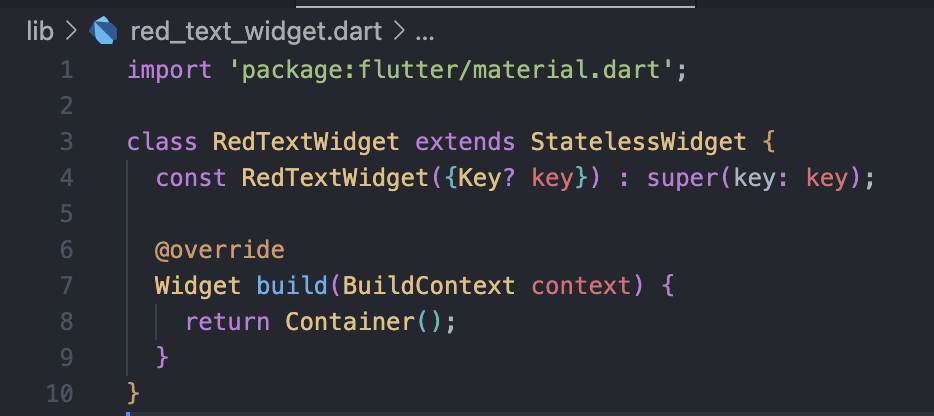 lib > red_text_widget.dart > ...
1 import 'package:flutter/material.dart';
2
3 class RedTextWidget extends StatelessWidget {
4 const RedTextWidget({Key? key}) : super(key: key);
5
6 @override
7 Widget build(BuildContext context) {
8 return Container();
9 }
10 }